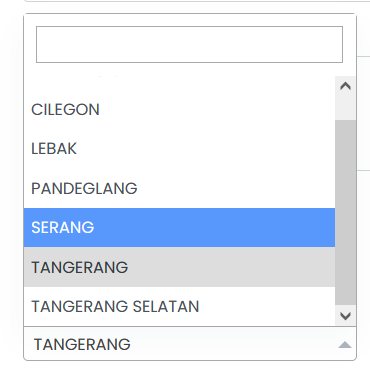 CILEGON
LEBAK
PANDEGLANG
SERANG
TANGERANG
TANGERANG SELATAN
TANGERANG